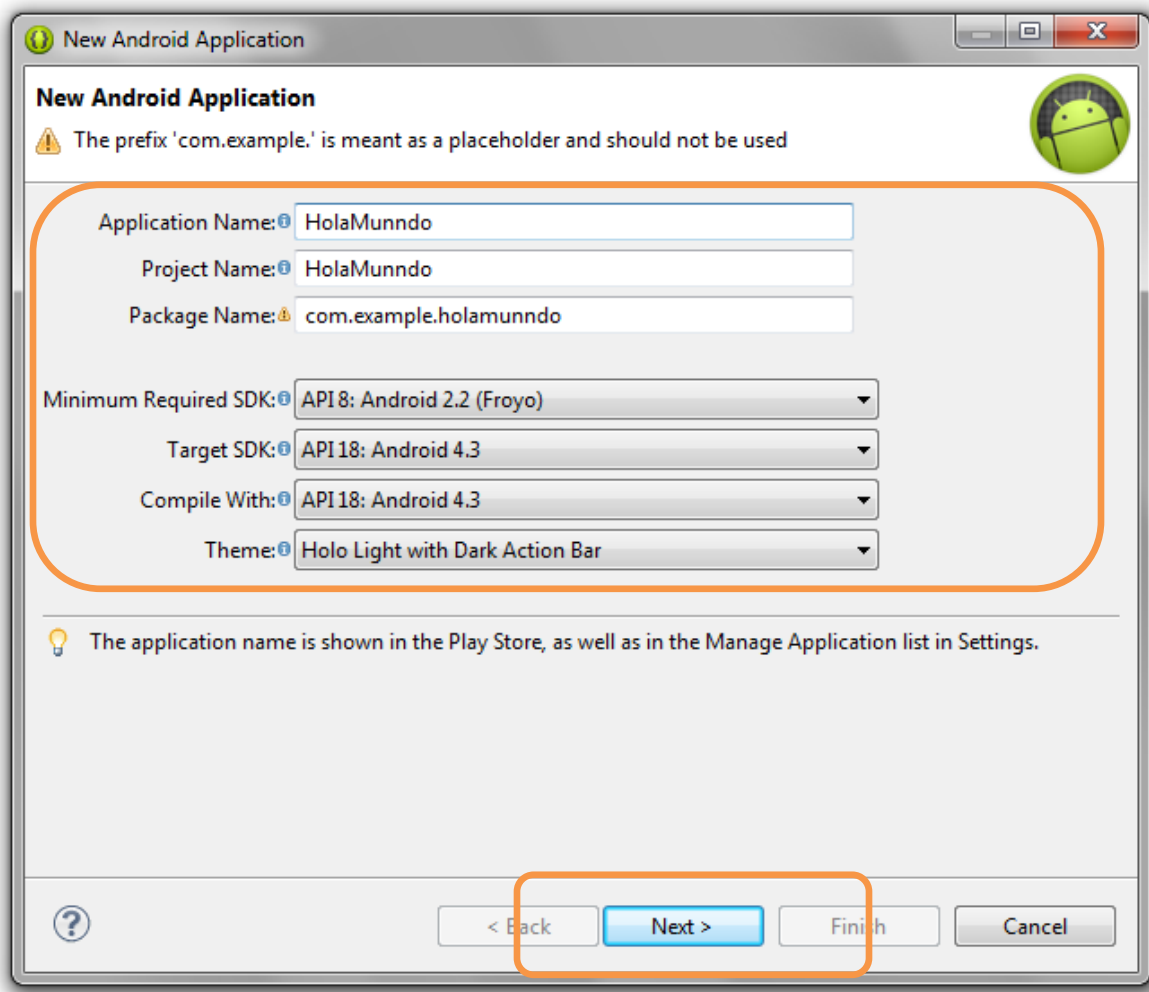 New Android Application
New Android Application
The prefix 'com.example.' is meant as a placeholder and should not be used
Application Name: HolaMunndo
Project Name: HolaMunndo
Package Name: com.example.holamunndo
Minimum Required SDK: API 8: Android 2.2 (Froyo)
Target SDK: API 18: Android 4.3
Compile With: API 18: Android 4.3
Theme: Holo Light with Dark Action Bar
The application name is shown in the Play Store, as well as in the Manage Application list in Settings.
< Back Next > Finish Cancel